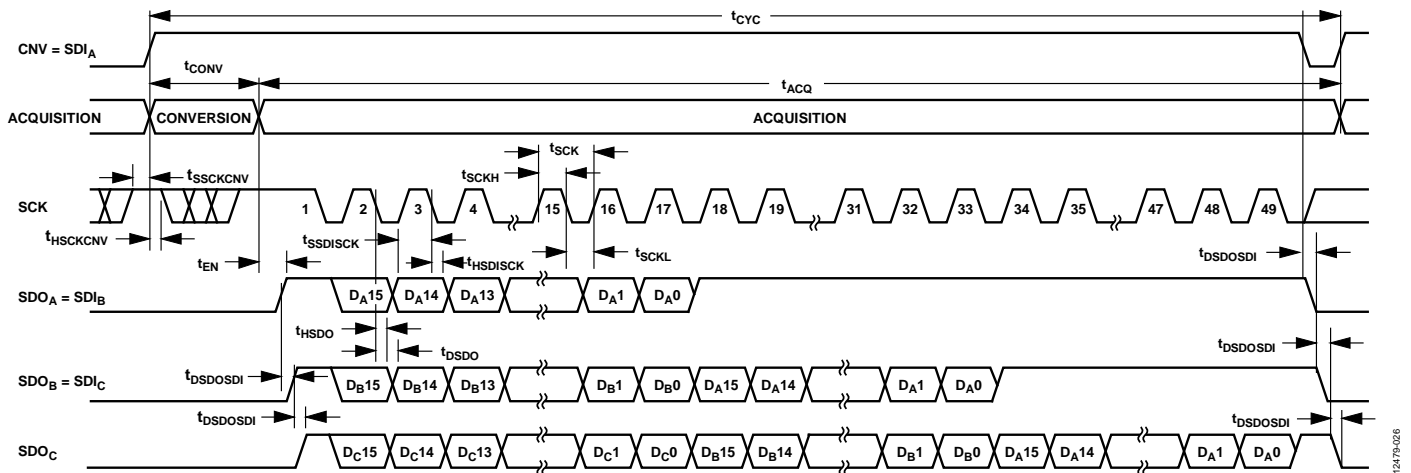 tCYC
CNV = SDIA
tCONV
tACQ
ACQUISITION CONVERSION ACQUISITION
tSCK
tSSCKCNV
tSCKH
SCK
1 2 3 4 15 16 17 18 19 31 32 33 34 35 47 48 49
tHSCKCNV
tSSDISCK
tEN
tHSDISCK
tSCKL
tDSDOSDI
SDOA = SDIB
DA15 DA14 DA13 DA1 DA0
tHSDO
tDSDO
tDSDOSDI
tDSDOSDI
SDOB = SDIC
DB15 DB14 DB13 DB1 DB0 DA15 DA14 DA1 DA0
tDSDOSDI
tDSDOSDI
SDOC
DC15 DC14 DC13 DC1 DC0 DB15 DB14 DB1 DB0 DA15 DA14 DA1 DA0
12479-026